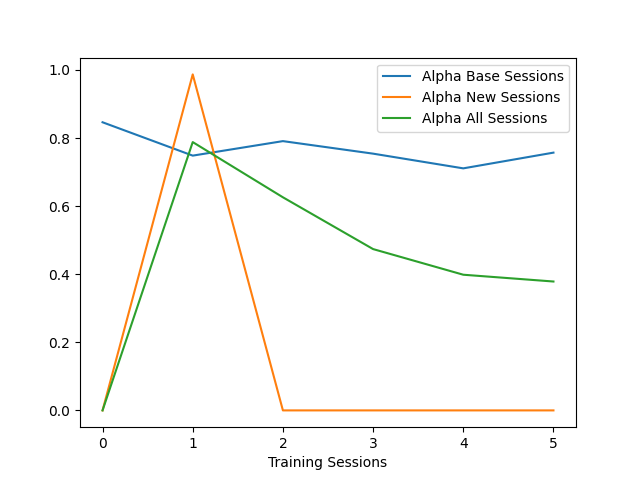 1.0
0.8
0.6
0.4
0.2
0.0
Alpha Base Sessions
Alpha New Sessions
Alpha All Sessions
0 1 2 3 4 5
Training Sessions